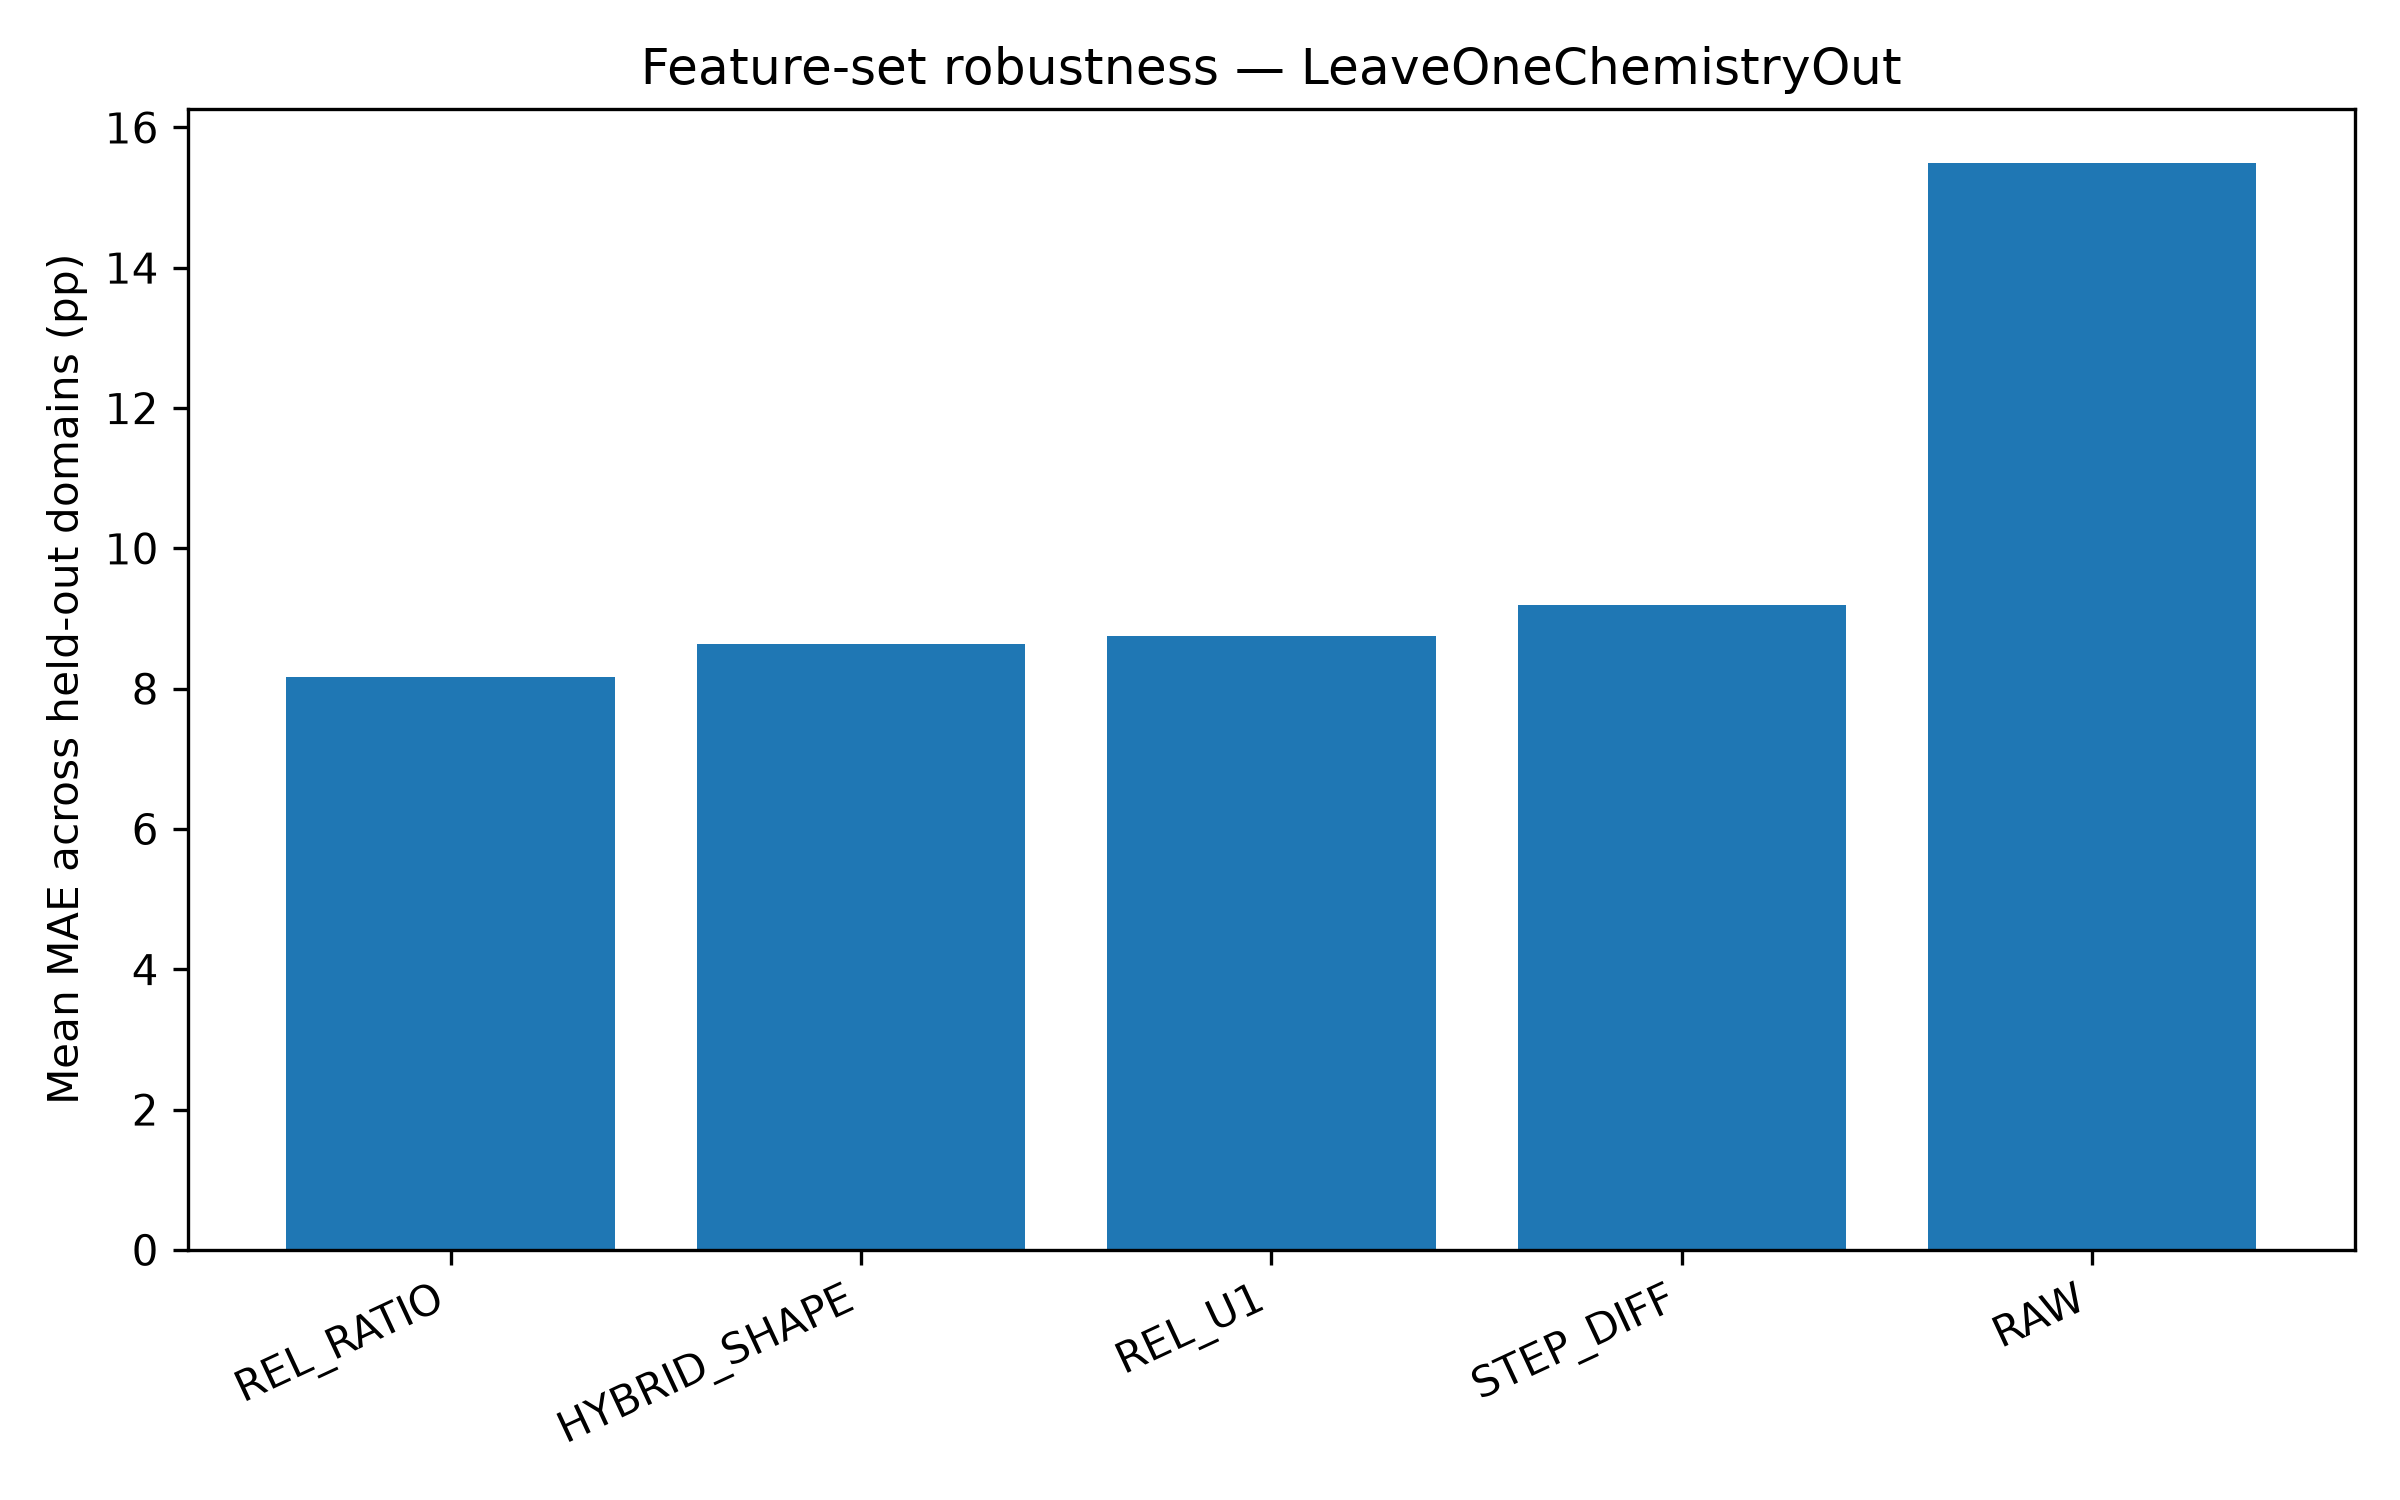 Feature-set robustness — LeaveOneChemistryOut
Mean MAE across held-out domains (pp)
16
14
12
10
8
6
4
2
0
REL_RATIO
HYBRID_SHAPE
REL_U1
STEP_DIFF
RAW